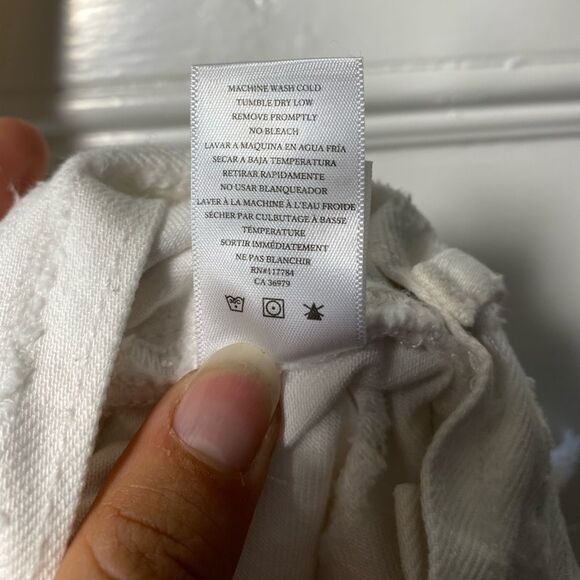 MACHINE WASH COLD
TUMBLE DRY LOW
REMOVE PROMPTLY
NO BLEACH
LAVAR A MAQUINA EN AGUA FRÍA
SECAR A BAJA TEMPERATURA
RETIRAR RAPIDAMENTE
NO USAR BLANQUEADOR
LAVER À LA MACHINE À L'EAU FROIDE
SÉCHER PAR CULBUTAGE À BASSE
TEMPERATURE
SORTIR IMMÉDIATEMENT
NE PAS BLANCHIR
RN#117784
CA 36979